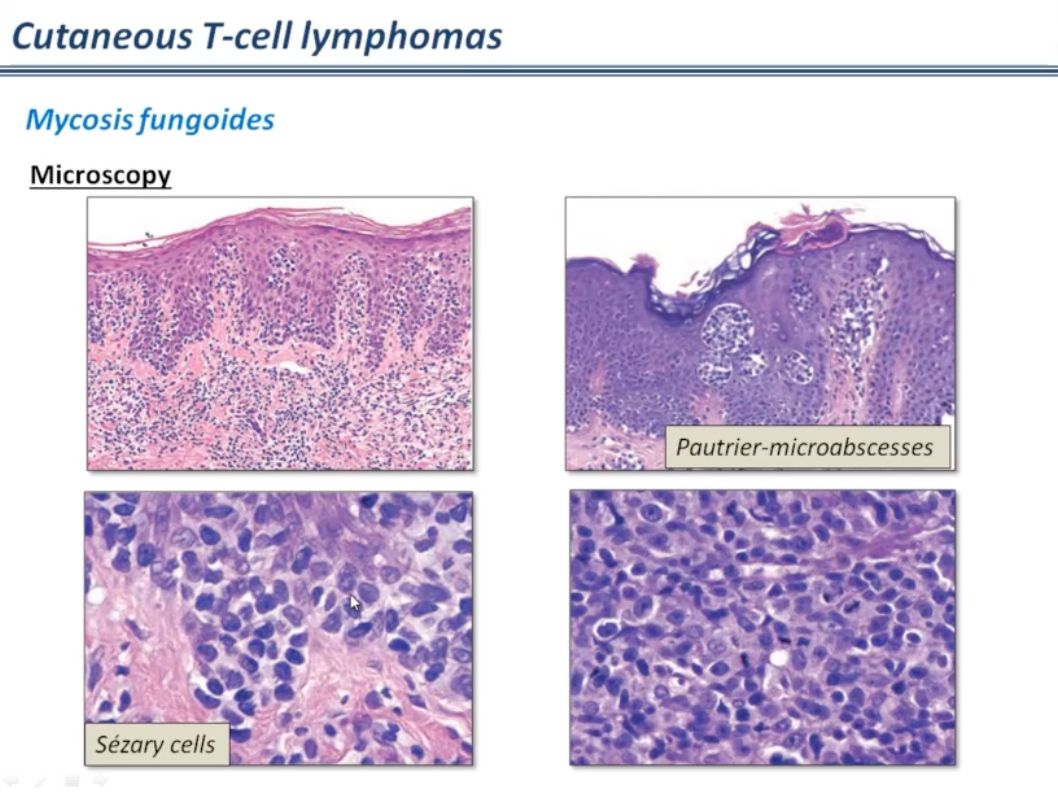 Cutaneous T-cell lymphomas
Mycosis fungoides
Microscopy
Pautrier-microabscesses
Sézary cells